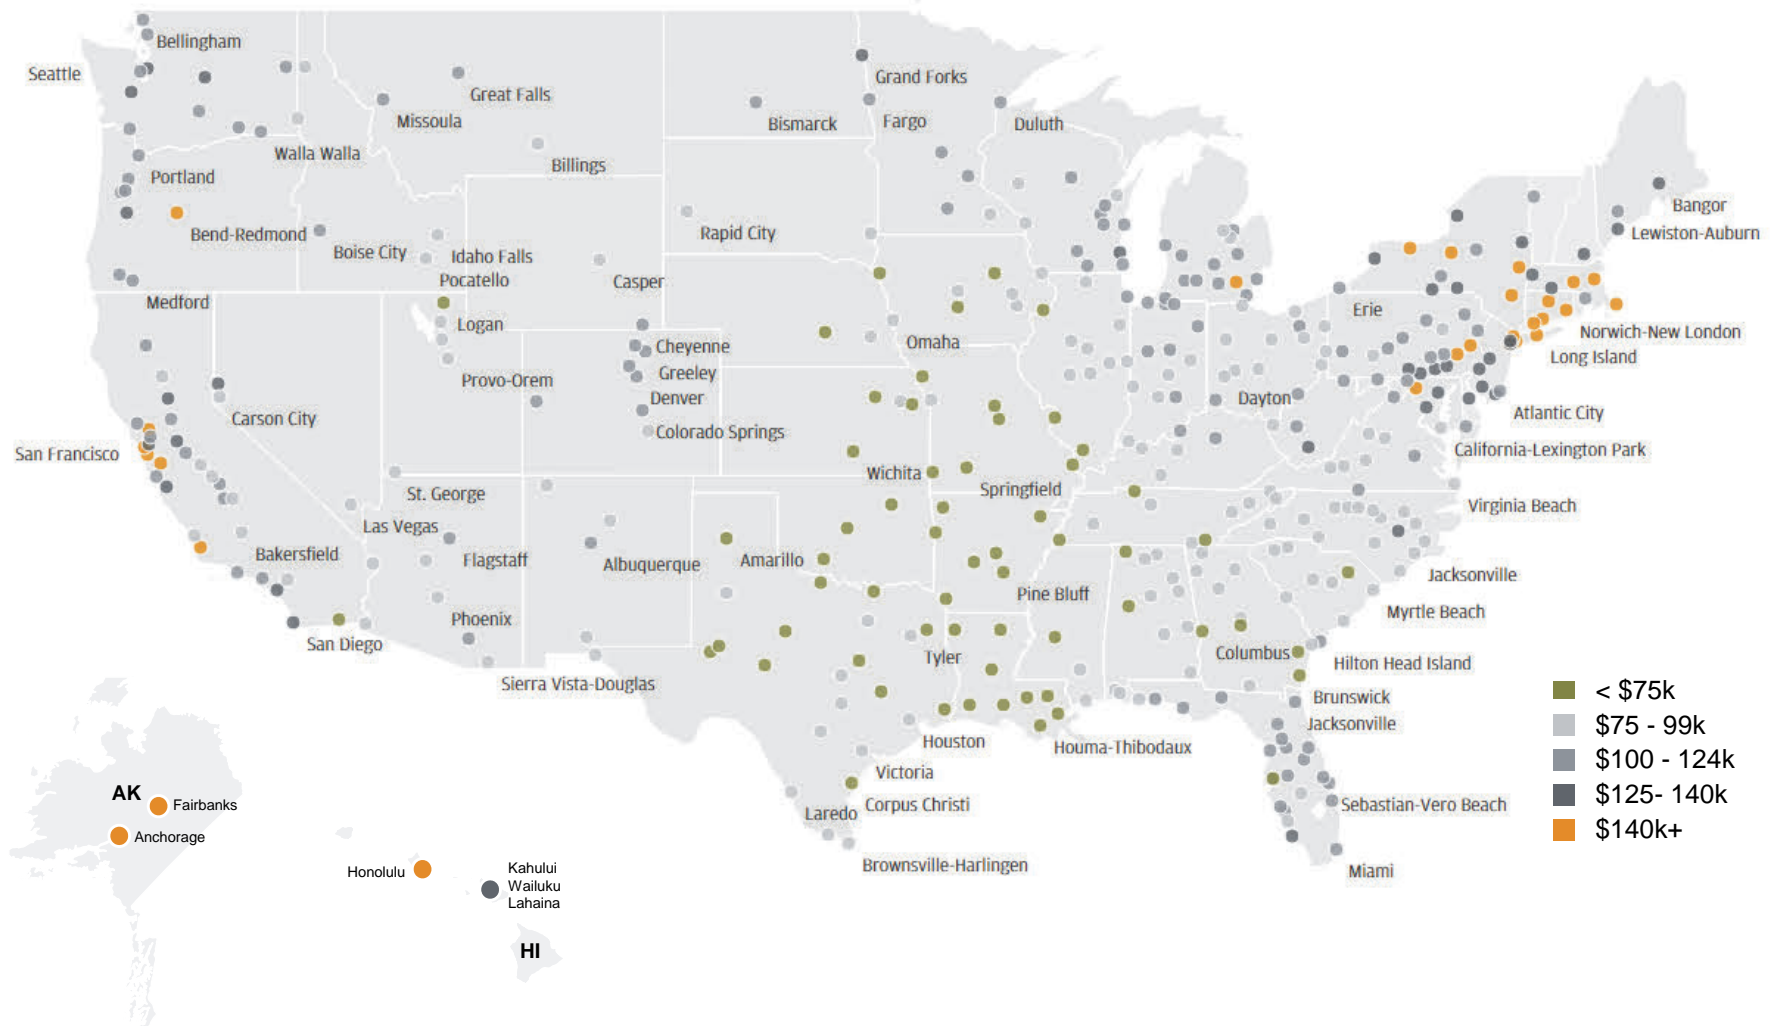 Bellingham
Seattle
Great Falls
Missoula
Walla Walla
Billings
Portland
Bend-Redmond
Boise City
Idaho Falls
Pocatello
Casper
Medford
Logan
Provo-Orem
Cheyenne
Greeley
Denver
Colorado Springs
Carson City
San Francisco
St. George
Las Vegas
Bakersfield
Flagstaff
Albuquerque
Amarillo
Phoenix
San Diego
Sierra Vista-Douglas
Grand Forks
Bismarck
Fargo
Duluth
Rapid City
Omaha
Wichita
Springfield
Pine Bluff
Tyler
Houston
Victoria
Corpus Christi
Laredo
Brownsville-Harlingen
Houma-Thibodaux
Bangor
Lewiston-Auburn
Erie
Norwich-New London
Long Island
Dayton
Atlantic City
California-Lexington Park
Virginia Beach
Jacksonville
Myrtle Beach
Columbus
Hilton Head Island
Brunswick
Jacksonville
Sebastian-Vero Beach
Miami
AK
Fairbanks
Anchorage
Honolulu
Kahului
Wailuku
Lahaina
HI
< $75k
$75 - 99k
$100 - 124k
$125- 140k
$140k+